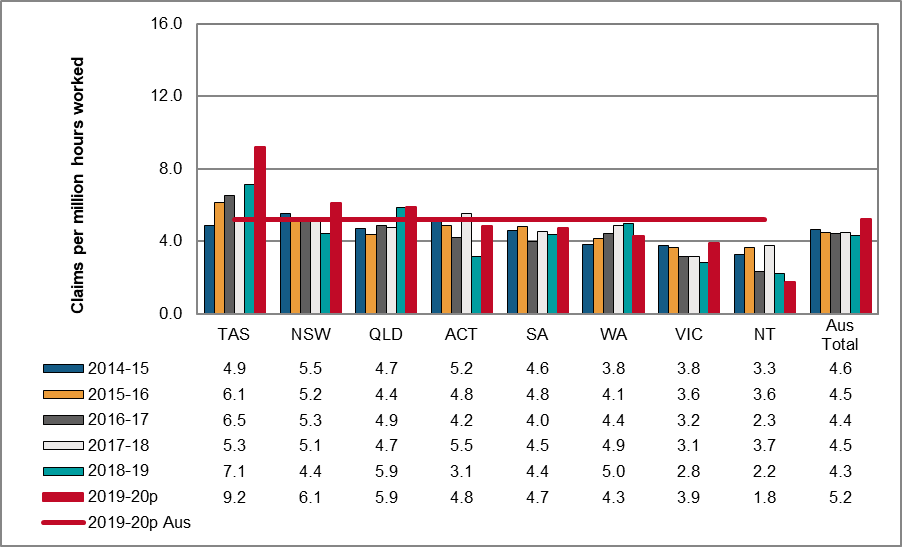 16.0
12.0
8.0
4.0
0.0
Claims per million hours worked
TAS NSW QLD ACT SA WA VIC NT Aus
Total
2014-15 4.9 5.5 4.7 5.2 4.6 3.8 3.8 3.3 4.6
2015-16 6.1 5.2 4.4 4.8 4.8 4.1 3.6 3.6 4.5
2016-17 6.5 5.3 4.9 4.2 4.0 4.4 3.2 2.3 4.4
2017-18 5.3 5.1 4.7 5.5 4.5 4.9 3.1 3.7 4.5
2018-19 7.1 4.4 5.9 3.1 4.4 5.0 2.8 2.2 4.3
2019-20p 9.2 6.1 5.9 4.8 4.7 4.3 3.9 1.8 5.2
2019-20p Aus